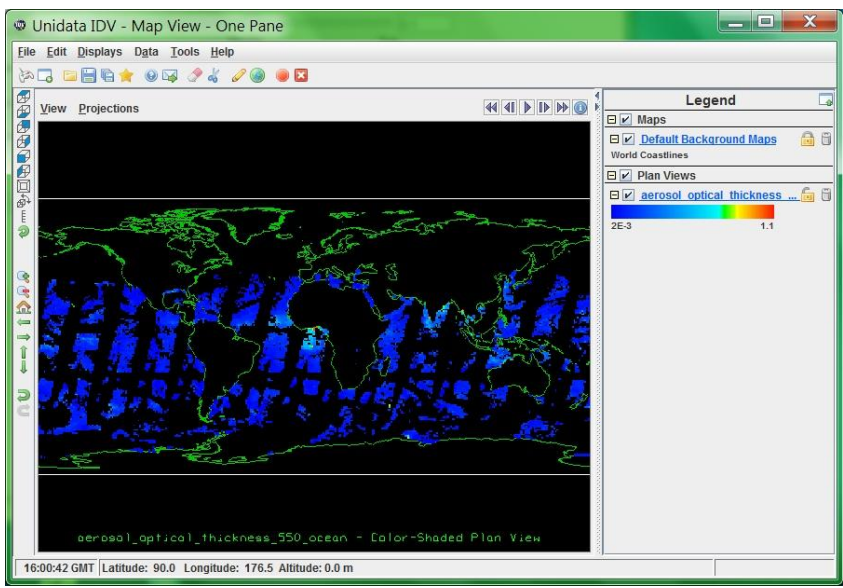 Unidata IDV - Map View - One Pane
File Edit Displays Data Tools Help
View Projections
Legend
Maps
Default Background Maps
World Coastlines
Plan Views
aerosol_optical_thickness_...
2E-3 1.1
aerosol_optical_thickness_550_ocean - Color-Shaded Plan View
16:00:42 GMT Latitude: 90.0 Longitude: 176.5 Altitude: 0.0 m